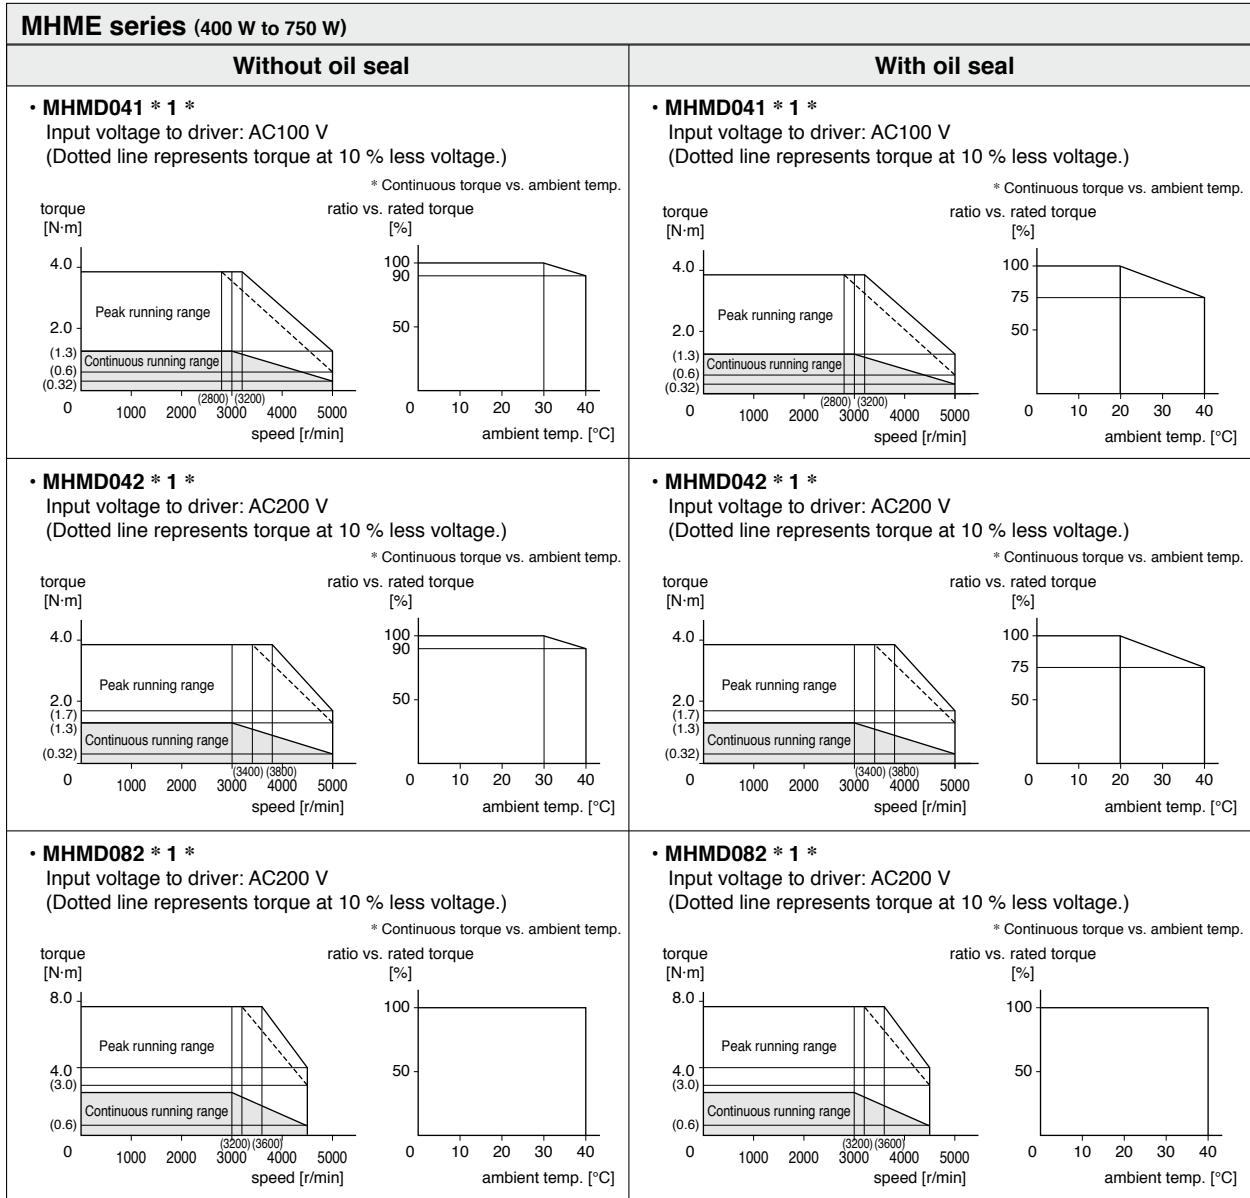 MHME series (400 W to 750 W)
Without oil seal
With oil seal
・MHMD041 * 1 *
Input voltage to driver: AC100 V
(Dotted line represents torque at 10 % less voltage.)
* Continuous torque vs. ambient temp.
torque
[N·m]
4.0
2.0
(1.3)
(0.6)
(0.32)
0
Peak running range
Continuous running range
(2800) (3200)
1000 2000 3000 4000 5000
speed [r/min]
ratio vs. rated torque
[%]
100
90
50
0 10 20 30 40
ambient temp. [°C]
・MHMD041 * 1 *
Input voltage to driver: AC100 V
(Dotted line represents torque at 10 % less voltage.)
* Continuous torque vs. ambient temp.
torque
[N·m]
4.0
2.0
(1.3)
(0.6)
(0.32)
0
Peak running range
Continuous running range
(2800) (3200)
1000 2000 3000 4000 5000
speed [r/min]
ratio vs. rated torque
[%]
100
75
50
0 10 20 30 40
ambient temp. [°C]
・MHMD042 * 1 *
Input voltage to driver: AC200 V
(Dotted line represents torque at 10 % less voltage.)
* Continuous torque vs. ambient temp.
torque
[N·m]
4.0
2.0
(1.7)
(1.3)
(0.32)
0
Peak running range
Continuous running range
(3400) (3800)
1000 2000 3000 4000 5000
speed [r/min]
ratio vs. rated torque
[%]
100
90
50
0 10 20 30 40
ambient temp. [°C]
・MHMD042 * 1 *
Input voltage to driver: AC200 V
(Dotted line represents torque at 10 % less voltage.)
* Continuous torque vs. ambient temp.
torque
[N·m]
4.0
2.0
(1.7)
(1.3)
(0.32)
0
Peak running range
Continuous running range
(3400) (3800)
1000 2000 3000 4000 5000
speed [r/min]
ratio vs. rated torque
[%]
100
75
50
0 10 20 30 40
ambient temp. [°C]
・MHMD082 * 1 *
Input voltage to driver: AC200 V
(Dotted line represents torque at 10 % less voltage.)
* Continuous torque vs. ambient temp.
torque
[N·m]
8.0
4.0
(3.0)
(0.6)
0
Peak running range
Continuous running range
(3200) (3600)
1000 2000 3000 4000 5000
speed [r/min]
ratio vs. rated torque
[%]
100
50
0 10 20 30 40
ambient temp. [°C]
・MHMD082 * 1 *
Input voltage to driver: AC200 V
(Dotted line represents torque at 10 % less voltage.)
* Continuous torque vs. ambient temp.
torque
[N·m]
8.0
4.0
(3.0)
(0.6)
0
Peak running range
Continuous running range
(3200) (3600)
1000 2000 3000 4000 5000
speed [r/min]
ratio vs. rated torque
[%]
100
50
0 10 20 30 40
ambient temp. [°C]